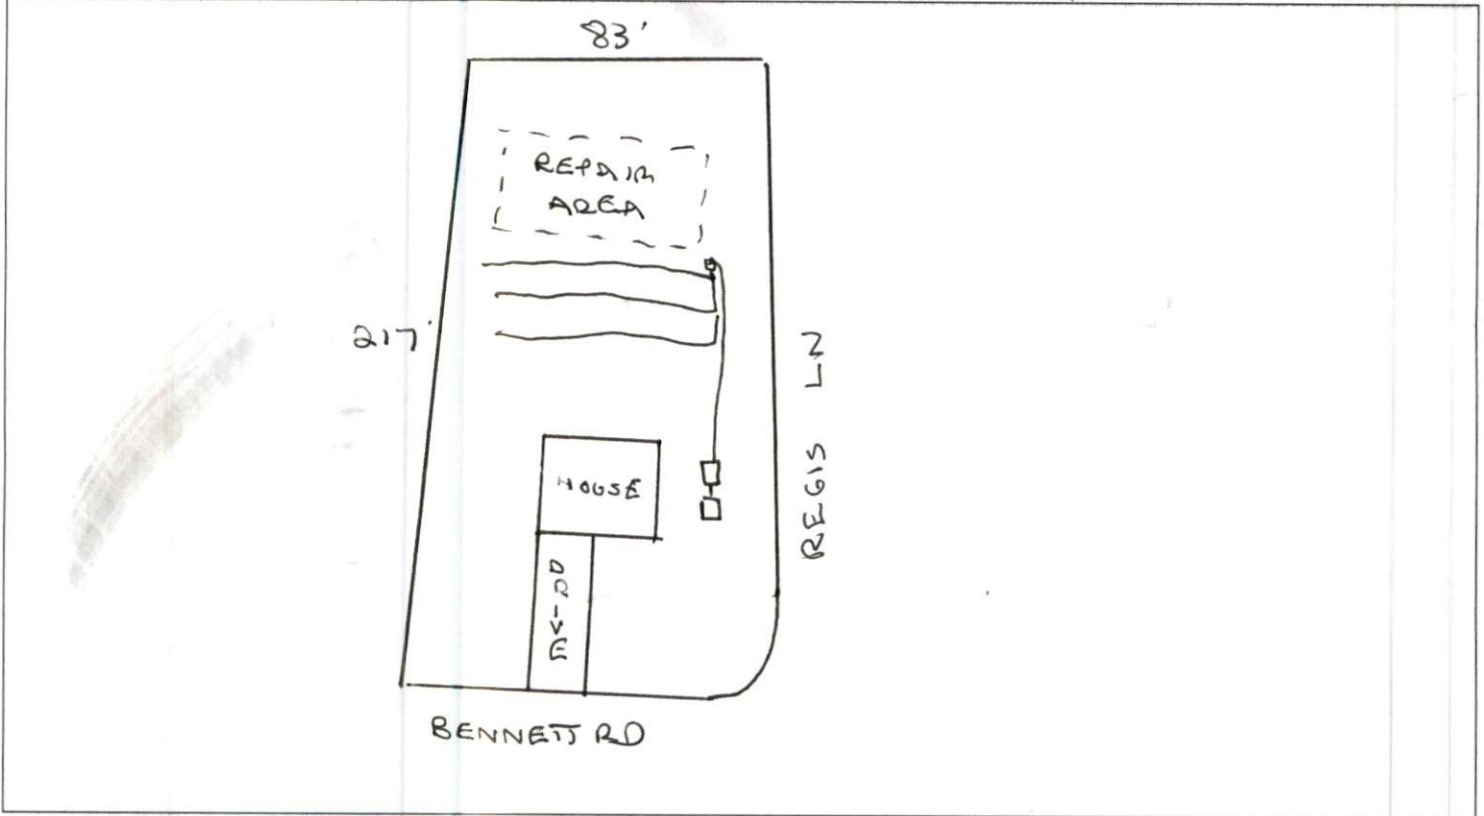 83'
REPAIR
AREA
217'
REGIS LN
HOUSE
DRIVE
BENNETT RD